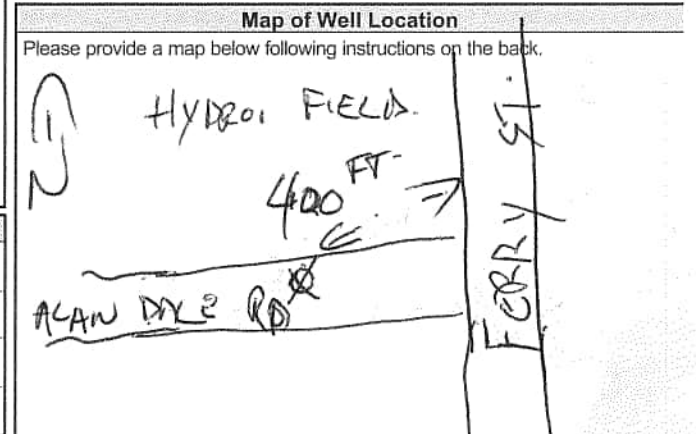 Map of Well Location
Please provide a map below following instructions on the back.
N
HYDRO, FIELD.
400 FT-
FERRY ST.
ALAN DALE RD